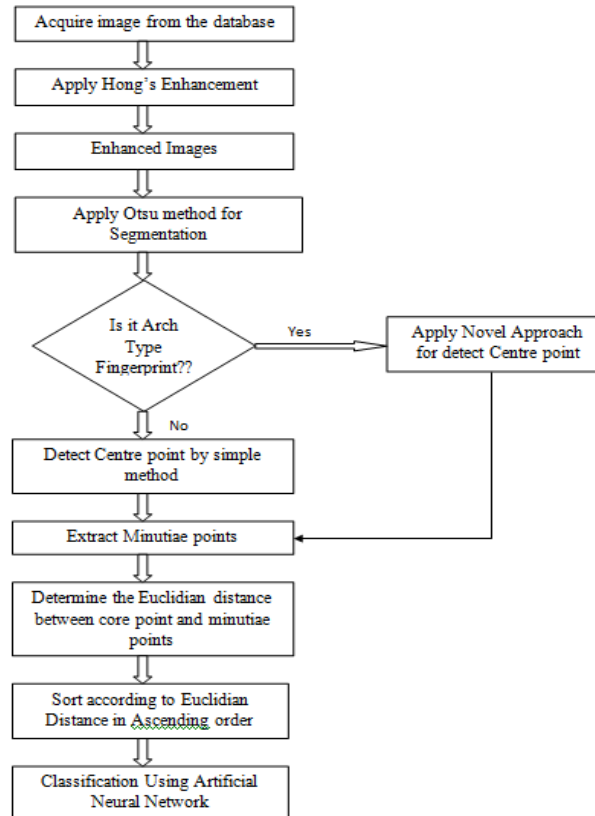 Acquire image from the database
Apply Hong's Enhancement
Enhanced Images
Apply Otsu method for
Segmentation
Is it Arch
Type
Fingerprint??
Yes
Apply Novel Approach
for detect Centre point
No
Detect Centre point by simple
method
Extract Minutiae points
Determine the Euclidian distance
between core point and minutiae
points
Sort according to Euclidian
Distance in Ascending order
Classification Using Artificial
Neural Network